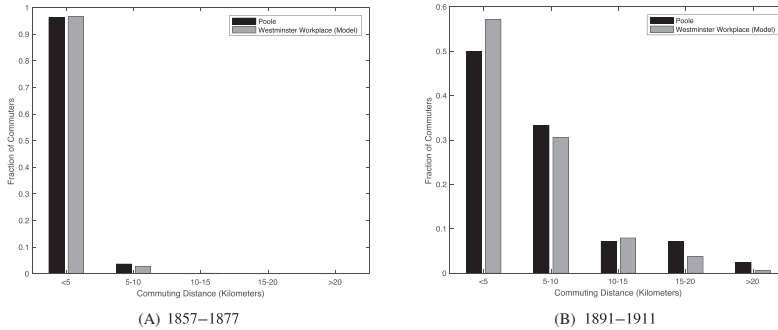 1
0.9
0.8
0.7
0.6
0.5
0.4
0.3
0.2
0.1
0
Fraction of Commuters
Poole
Westminster Workplace (Model)
<5 5-10 10-15 15-20 >20
Commuting Distance (Kilometers)
(A) 1857–1877
0.6
0.5
0.4
0.3
0.2
0.1
0
Fraction of Commuters
Poole
Westminster Workplace (Model)
<5 5-10 10-15 15-20 >20
Commuting Distance (Kilometers)
(B) 1891–1911